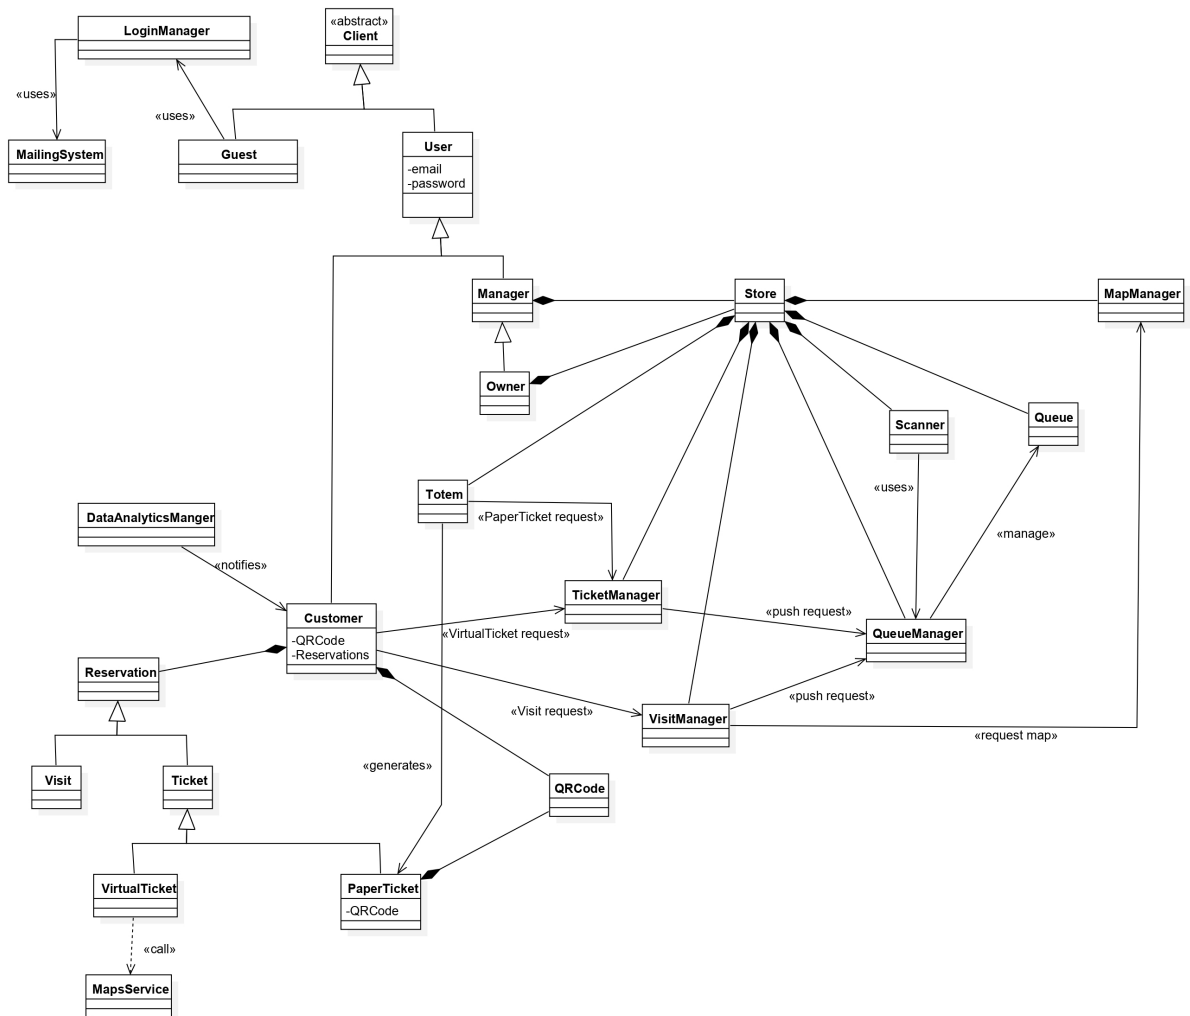 LoginManager
«abstract»
Client
«uses»
«uses»
MailingSystem
Guest
User
-email
-password
Manager
Store
MapManager
Owner
Scanner
Queue
Totem
«uses»
«PaperTicket request»
DataAnalyticsManger
«manage»
«notifies»
TicketManager
Customer
-QRCode
-Reservations
«VirtualTicket request»
«push request»
QueueManager
Reservation
«push request»
«Visit request»
VisitManager
«request map»
«generates»
Visit
Ticket
QRCode
VirtualTicket
PaperTicket
-QRCode
«call»
MapsService